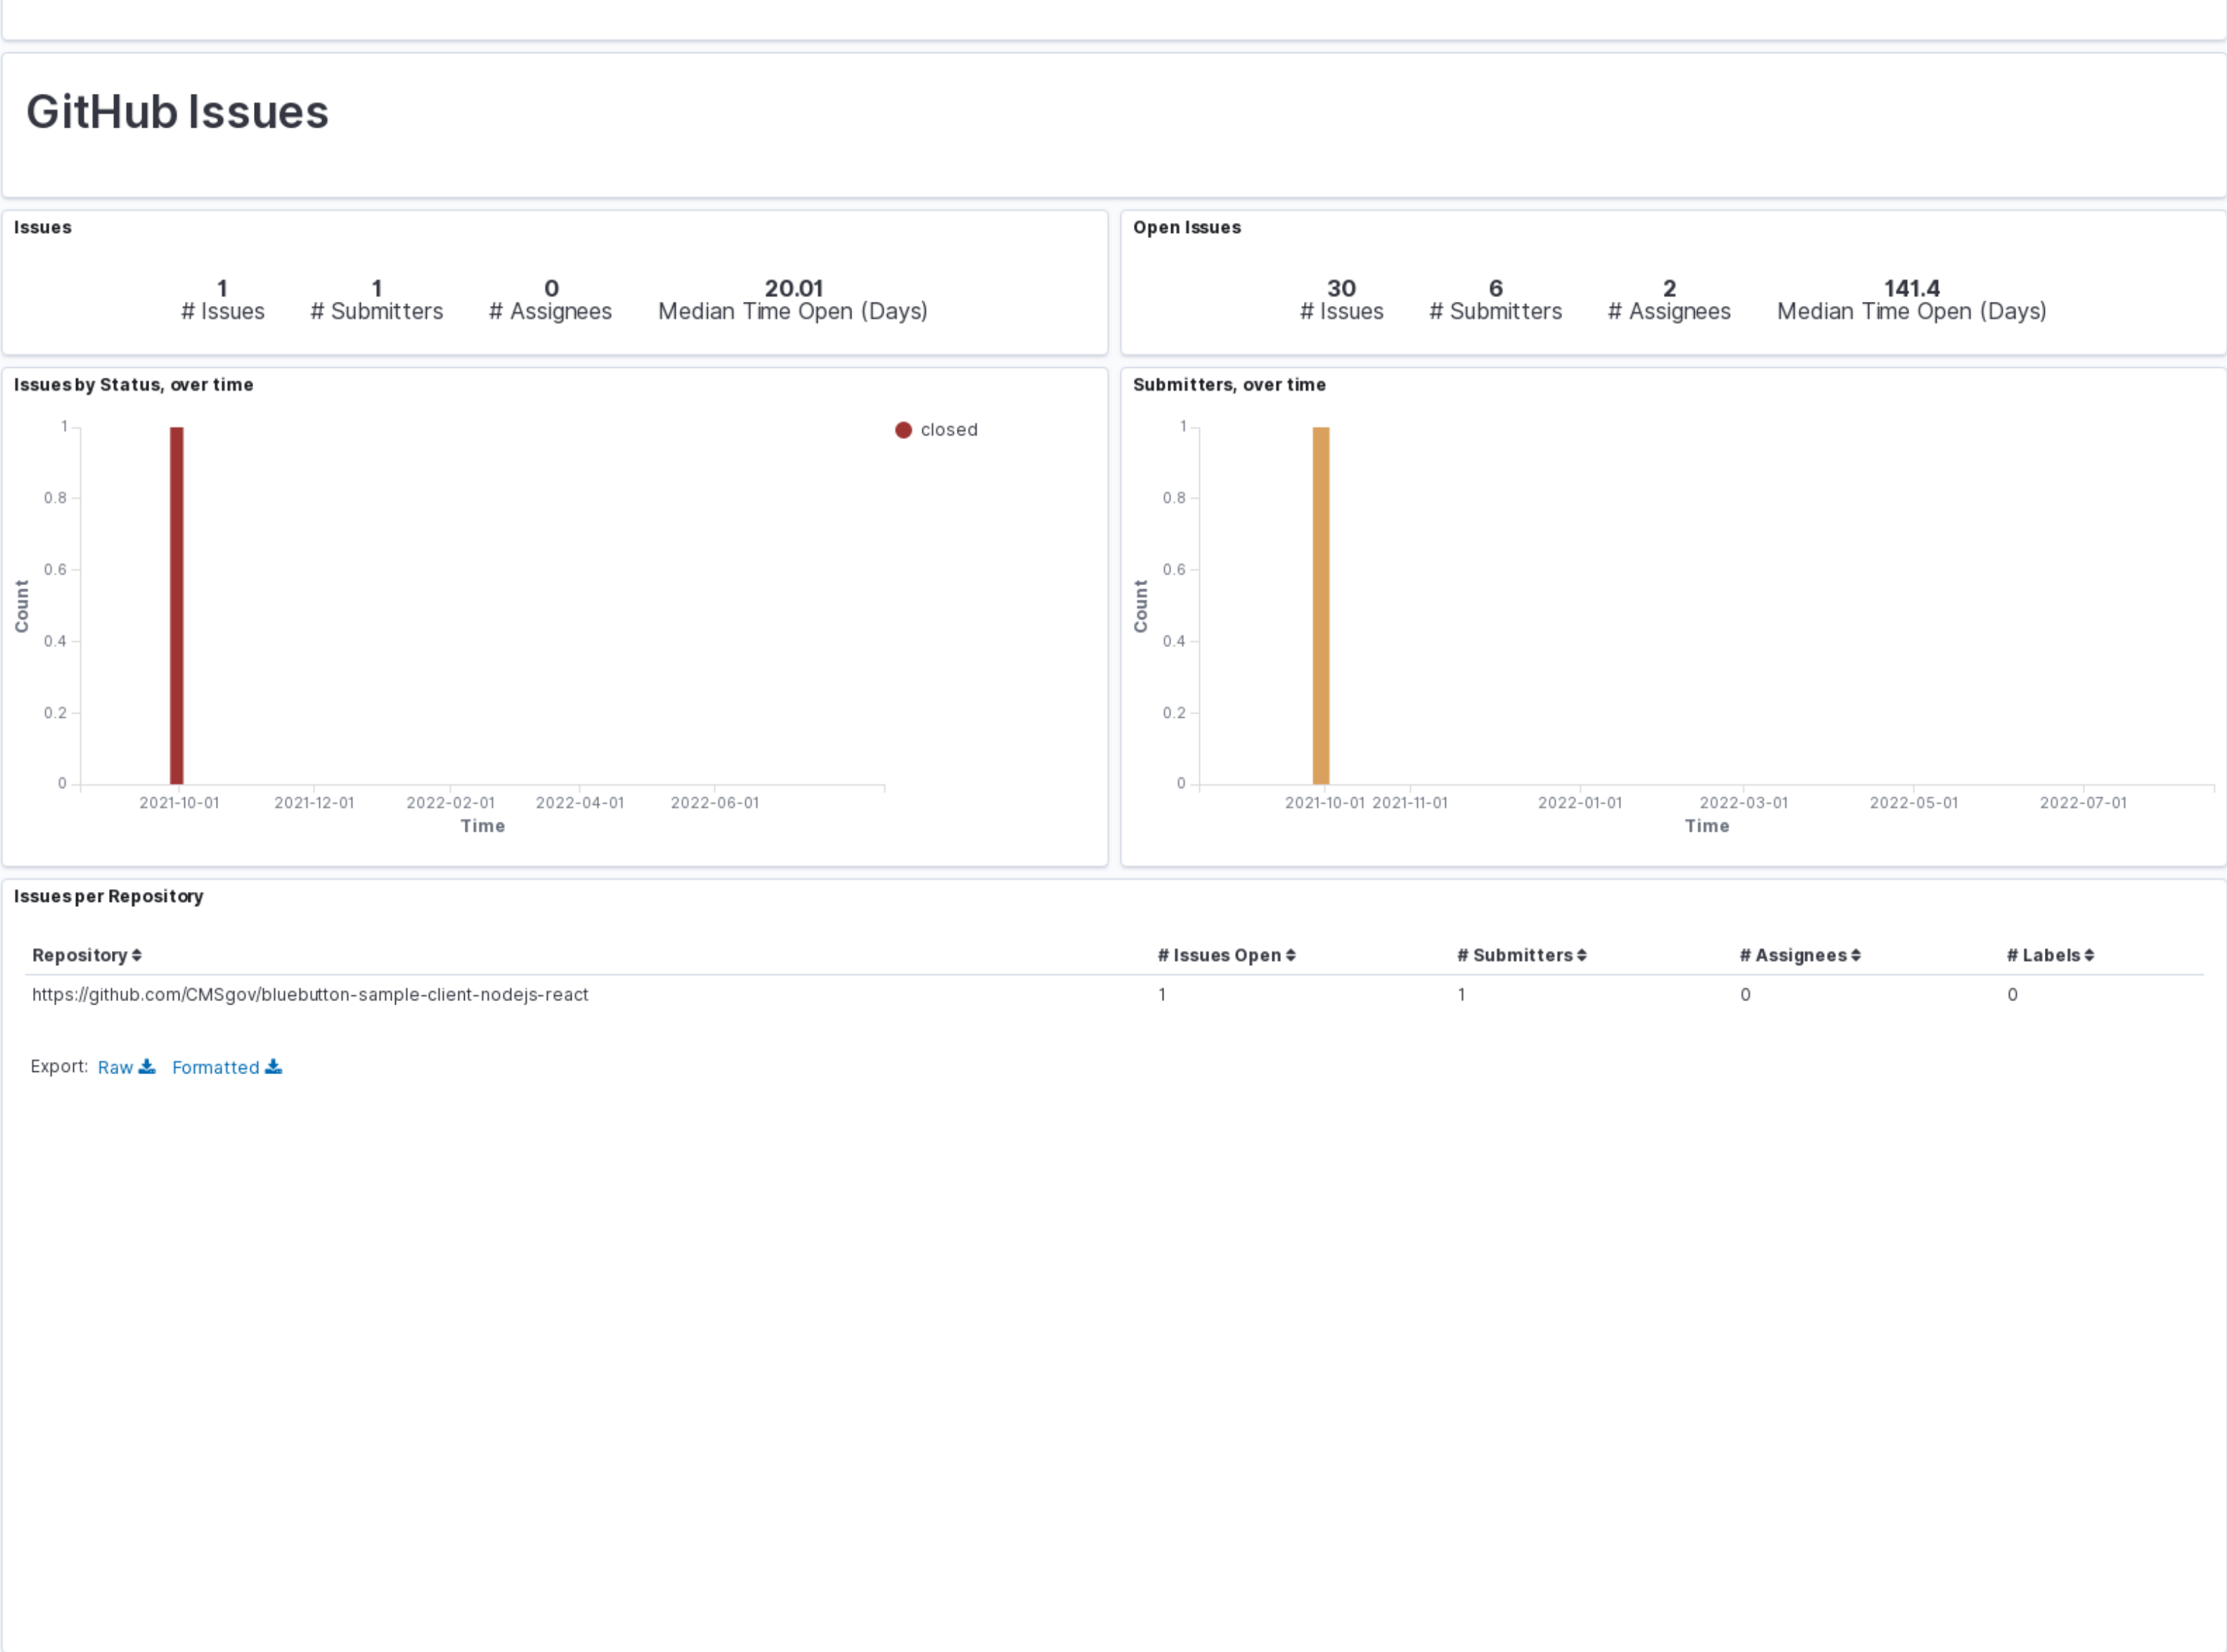 GitHub Issues
Issues
1 1 0 20.01
# Issues # Submitters # Assignees Median Time Open (Days)
Open Issues
30 6 2 141.4
# Issues # Submitters # Assignees Median Time Open (Days)
Issues by Status, over time
closed
Count
1
0.8
0.6
0.4
0.2
0
2021-10-01 2021-12-01 2022-02-01 2022-04-01 2022-06-01
Time
Submitters, over time
Count
1
0.8
0.6
0.4
0.2
0
2021-10-01 2021-11-01 2022-01-01 2022-03-01 2022-05-01 2022-07-01
Time
Issues per Repository
Repository # Issues Open # Submitters # Assignees # Labels
https://github.com/CMSgov/bluebutton-sample-client-nodejs-react 1 1 0 0
Export: Raw Formatted